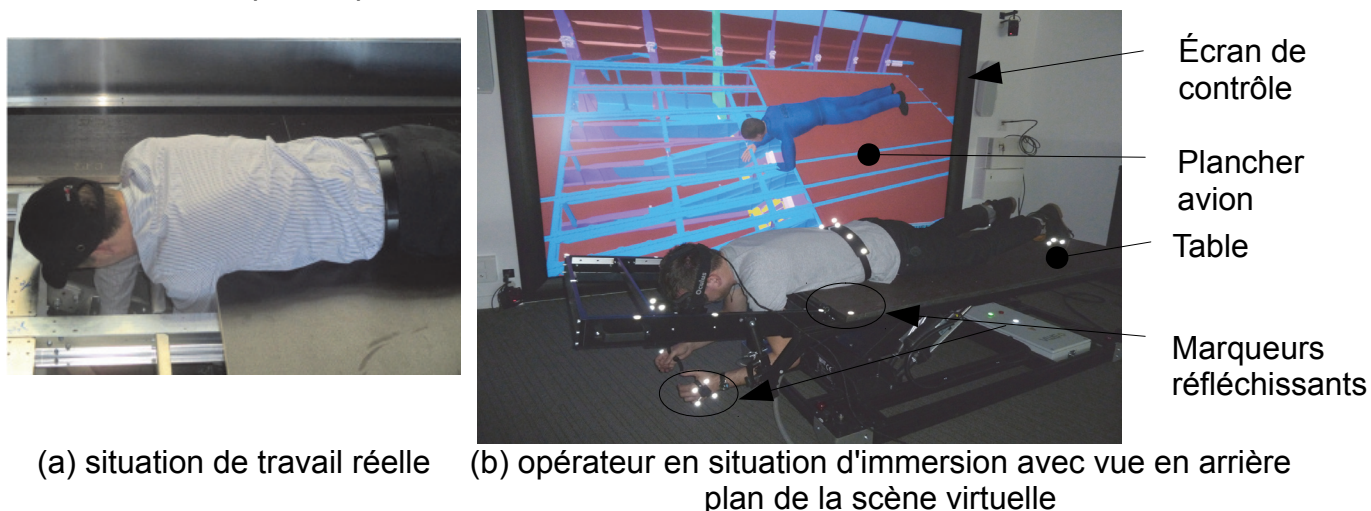 Écran de
contrôle
Plancher
avion
Table
Oculus
Marqueurs
réfléchissants
(a) situation de travail réelle
(b) opérateur en situation d'immersion avec vue en arrière
plan de la scène virtuelle